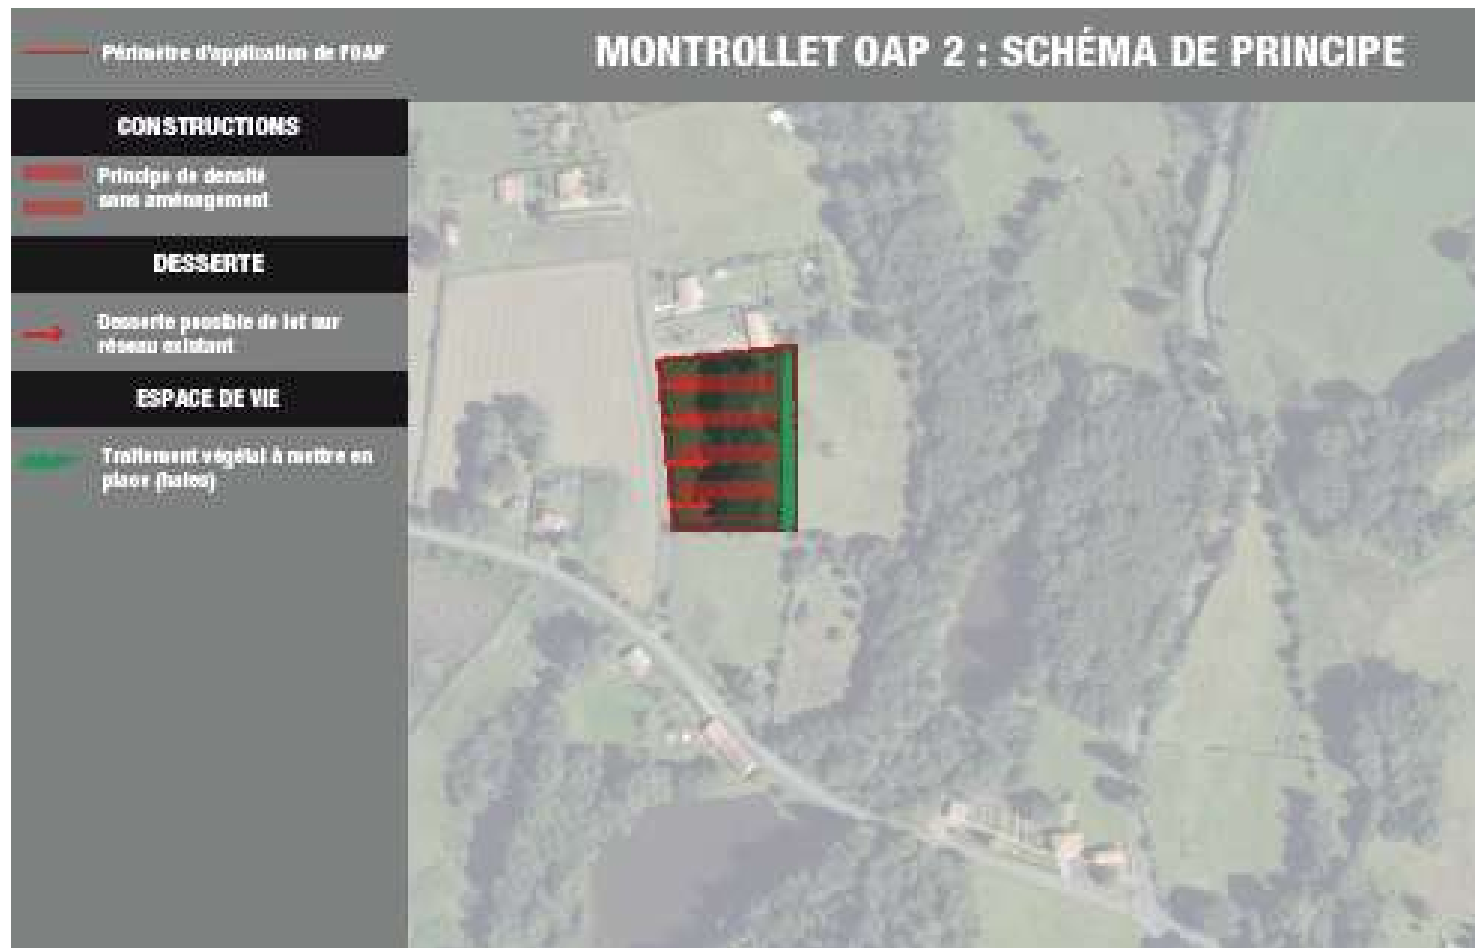 Périmètre d'application de l'OAP
MONTROLLET OAP 2 : SCHÉMA DE PRINCIPE
CONSTRUCTIONS
Principe de densité
sans aménagement
DESSERTE
Desserte possible de lot sur
réseau existant
ESPACE DE VIE
Traitement végétal à mettre en
place (haies)